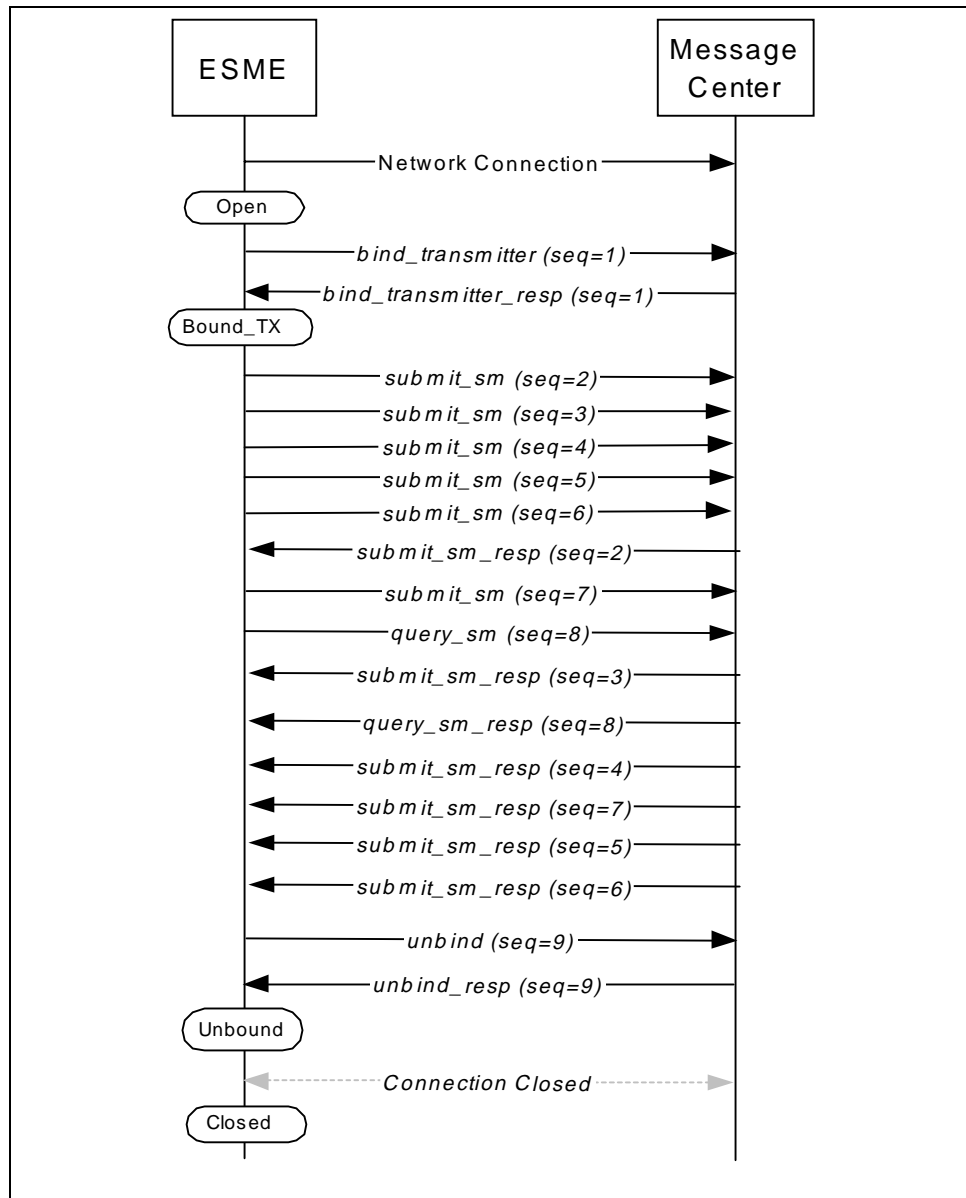 ESME
Message
Center
Network Connection
Open
bind_transmitter (seq=1)
bind_transmitter_resp (seq=1)
Bound_TX
submit_sm (seq=2)
submit_sm (seq=3)
submit_sm (seq=4)
submit_sm (seq=5)
submit_sm (seq=6)
submit_sm_resp (seq=2)
submit_sm (seq=7)
query_sm (seq=8)
submit_sm_resp (seq=3)
query_sm_resp (seq=8)
submit_sm_resp (seq=4)
submit_sm_resp (seq=7)
submit_sm_resp (seq=5)
submit_sm_resp (seq=6)
unbind (seq=9)
unbind_resp (seq=9)
Unbound
Connection Closed
Closed